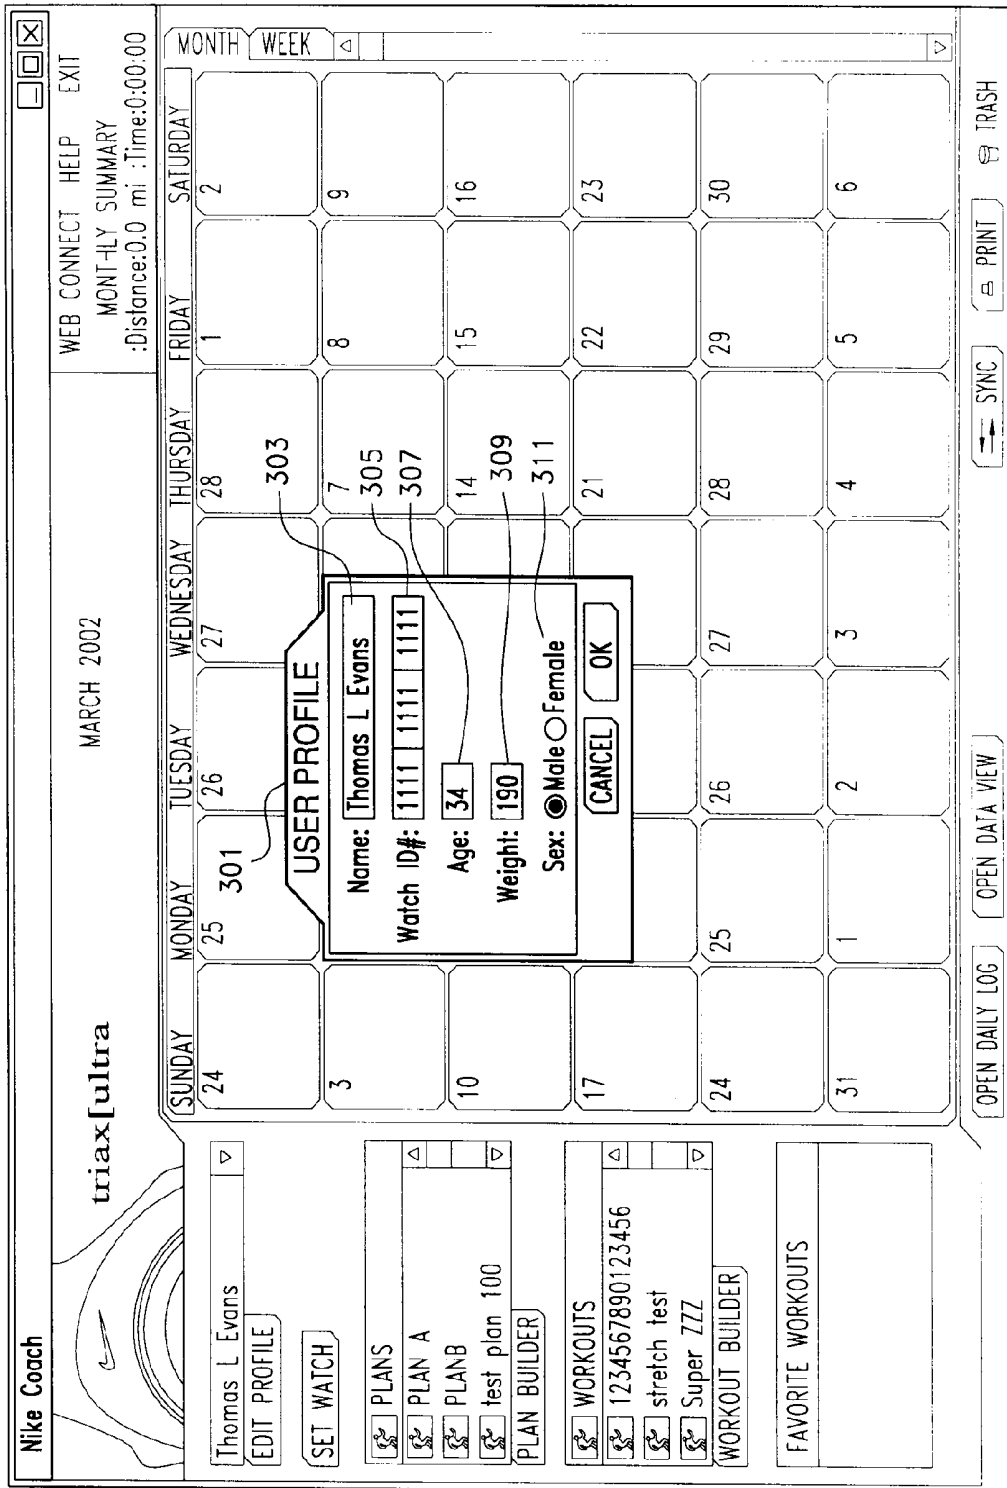 Nike Coach
triax[ultra
MARCH 2002
WEB CONNECT HELP EXIT
MONTHLY SUMMARY
:Distance:0.0 mi :Time:0:00:00
Thomas L Evans
EDIT PROFILE
SET WATCH
PLANS
PLAN A
PLANB
test plan 100
PLAN BUILDER
WORKOUTS
1234567890123456
stretch test
Super ZZZ
WORKOUT BUILDER
FAVORITE WORKOUTS
SUNDAY MONDAY TUESDAY WEDNESDAY THURSDAY FRIDAY SATURDAY
MONTH
WEEK
24 25 26 27 28 1 2
3 7 8 9
10 14 15 16
17 21 22 23
24 25 26 27 28 29 30
31 1 2 3 4 5 6
301
USER PROFILE
Name: Thomas L Evans
303
Watch ID#: 1111 1111 1111
305
Age: 34
307
Weight: 190
309
Sex: Male Female
311
CANCEL OK
OPEN DAILY LOG OPEN DATA VIEW SYNC PRINT TRASH